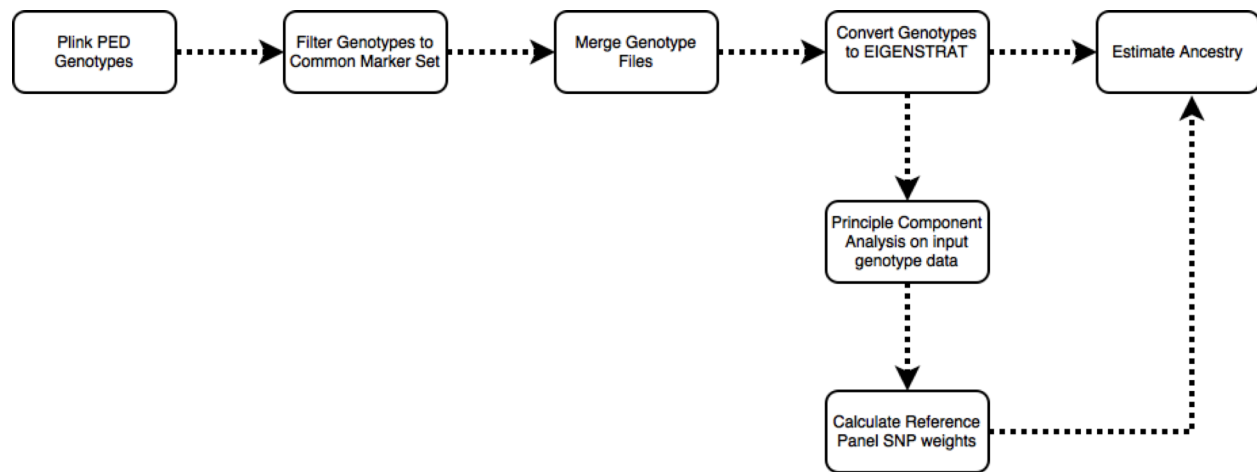 Plink PED
Genotypes
Filter Genotypes to
Common Marker Set
Merge Genotype
Files
Convert Genotypes
to EIGENSTRAT
Estimate Ancestry
Principle Component
Analysis on input
genotype data
Calculate Reference
Panel SNP weights